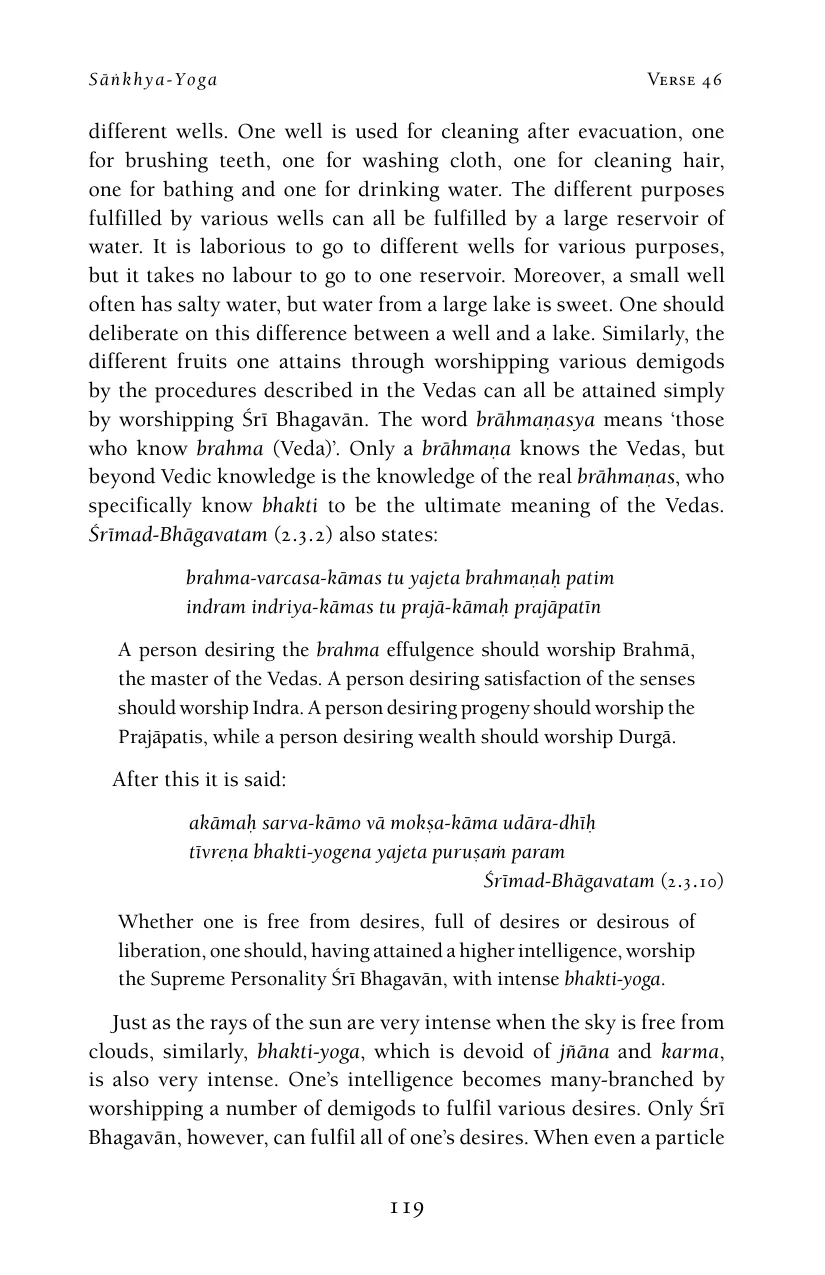 Sāṅkhya-Yoga
Verse 46
different wells. One well is used for cleaning after evacuation, one
for brushing teeth, one for washing cloth, one for cleaning hair,
one for bathing and one for drinking water. The different purposes
fulfilled by various wells can all be fulfilled by a large reservoir of
water. It is laborious to go to different wells for various purposes,
but it takes no labour to go to one reservoir. Moreover, a small well
often has salty water, but water from a large lake is sweet. One should
deliberate on this difference between a well and a lake. Similarly, the
different fruits one attains through worshipping various demigods
by the procedures described in the Vedas can all be attained simply
by worshipping Śrī Bhagavān. The word brāhmaṇasya means ‘those
who know brahma (Veda)’. Only a brāhmaṇa knows the Vedas, but
beyond Vedic knowledge is the knowledge of the real brāhmaṇas, who
specifically know bhakti to be the ultimate meaning of the Vedas.
Śrīmad-Bhāgavatam (2.3.2) also states:
brahma-varcasa-kāmas tu yajeta brahmaṇaḥ patim
indram indriya-kāmas tu prajā-kāmaḥ prajāpatīn
A person desiring the brahma effulgence should worship Brahmā,
the master of the Vedas. A person desiring satisfaction of the senses
should worship Indra. A person desiring progeny should worship the
Prajāpatis, while a person desiring wealth should worship Durgā.
After this it is said:
akāmaḥ sarva-kāmo vā mokṣa-kāma udāra-dhīḥ
tīvreṇa bhakti-yogena yajeta puruṣaṁ param
Śrīmad-Bhāgavatam (2.3.10)
Whether one is free from desires, full of desires or desirous of
liberation, one should, having attained a higher intelligence, worship
the Supreme Personality Śrī Bhagavān, with intense bhakti-yoga.
Just as the rays of the sun are very intense when the sky is free from
clouds, similarly, bhakti-yoga, which is devoid of jñāna and karma,
is also very intense. One’s intelligence becomes many-branched by
worshipping a number of demigods to fulfil various desires. Only Śrī
Bhagavān, however, can fulfil all of one’s desires. When even a particle
119